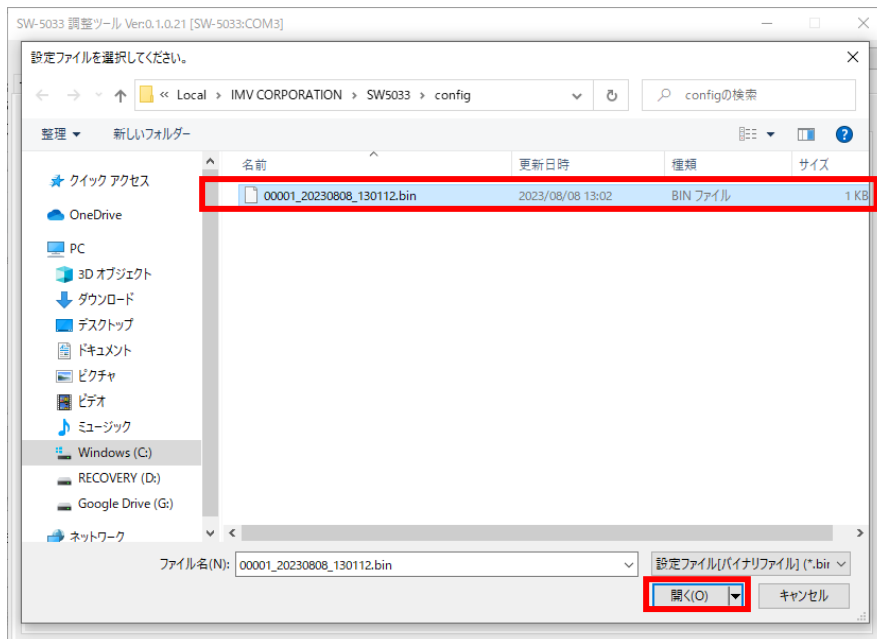 SW-5033 調整ツール Ver:0.1.0.21 [SW-5033:COM3]
設定ファイルを選択してください。
« Local › IMV CORPORATION › SW5033 › config
configの検索
整理 新しいフォルダー
名前 更新日時 種類 サイズ
00001_20230808_130112.bin 2023/08/08 13:02 BIN ファイル 1 KB
クイック アクセス
OneDrive
PC
3D オブジェクト
ダウンロード
デスクトップ
ドキュメント
ピクチャ
ビデオ
ミュージック
Windows (C:)
RECOVERY (D:)
Google Drive (G:)
ネットワーク
ファイル名(N): 00001_20230808_130112.bin 設定ファイル[バイナリファイル] (*.bir
開く(O) キャンセル